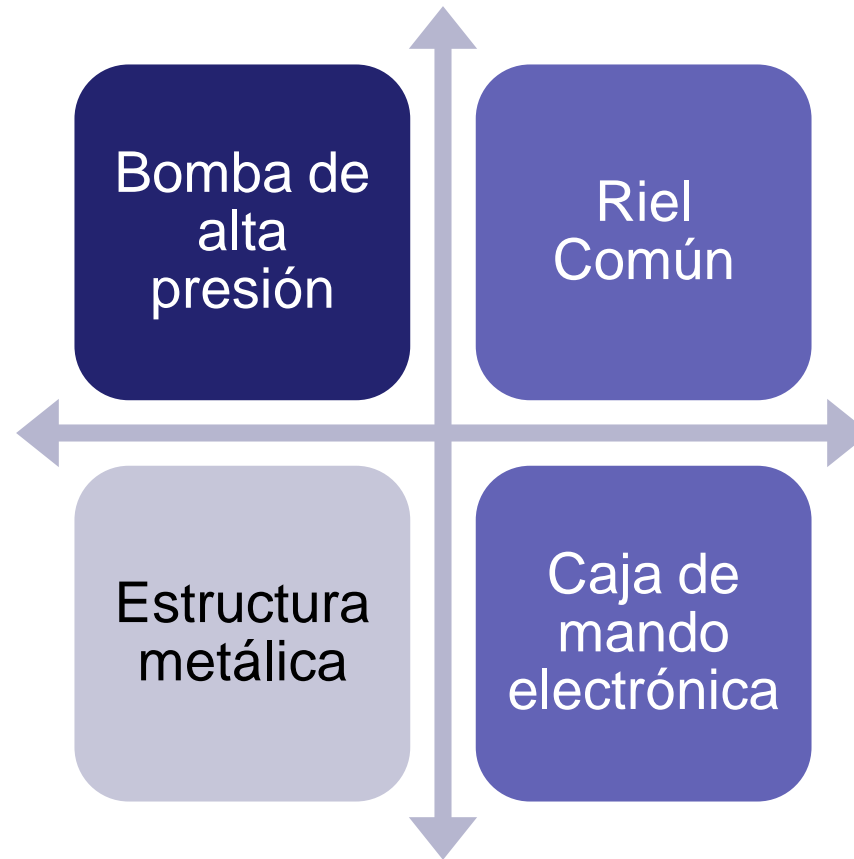 Bomba de
alta
presión
Riel
Común
Estructura
metálica
Caja de
mando
electrónica